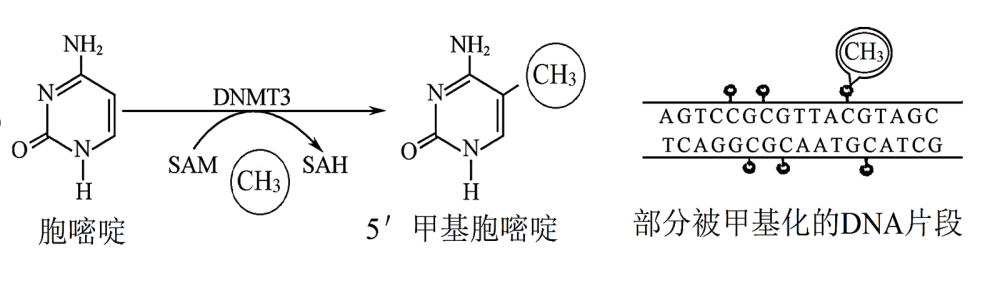 NH₂
N
O
N
H
胞嘧啶
DNMT3
SAM
CH₃
SAH
NH₂
CH₃
N
O
N
H
5′ 甲基胞嘧啶
CH₃
AGTCCGCGTTACGTAGC
TCAGGCGCAATGCATCG
部分被甲基化的DNA片段